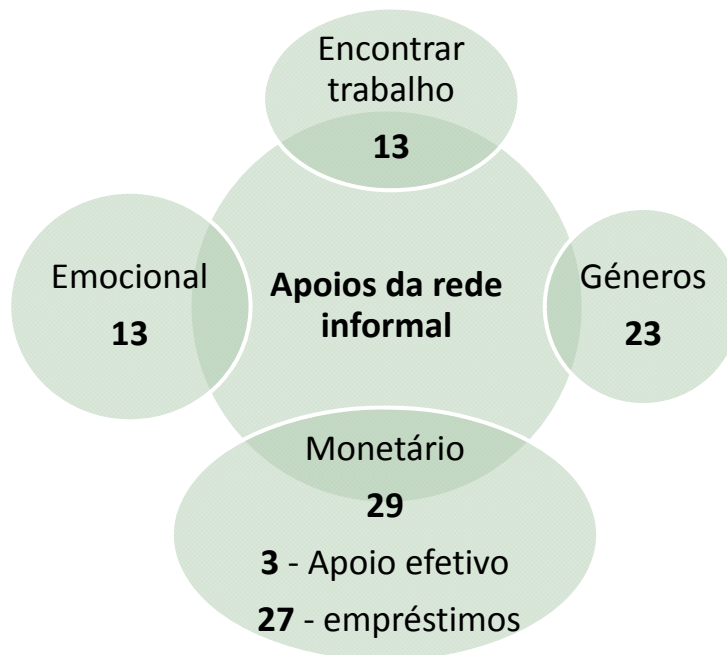 Encontrar
trabalho
13
Emocional
13
Apoios da rede
informal
Géneros
23
Monetário
29
3 - Apoio efetivo
27 - empréstimos